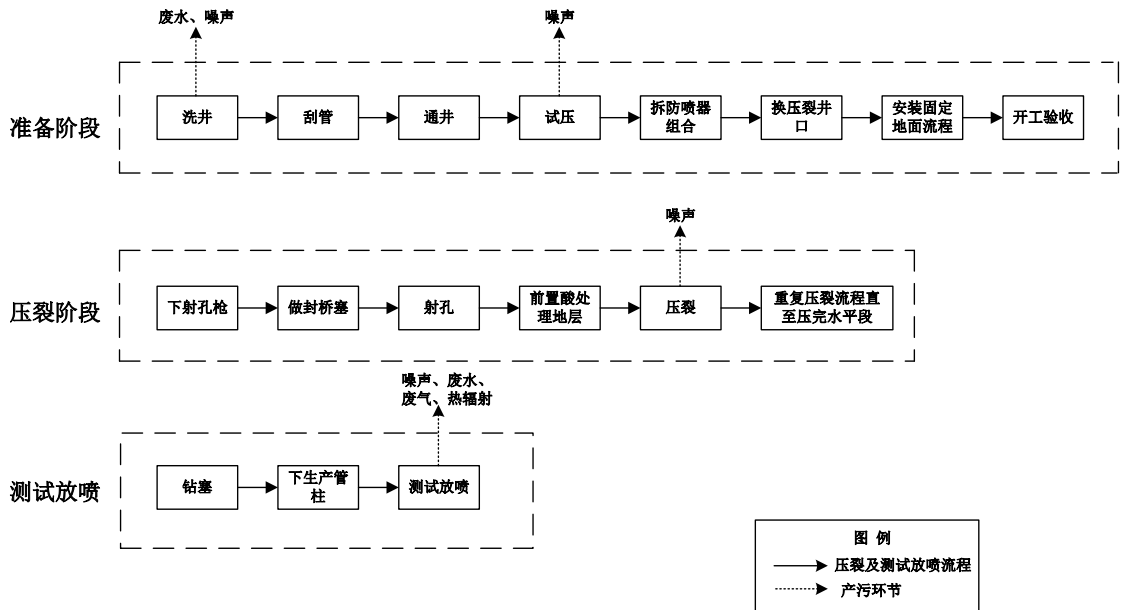 废水、噪声
噪声
准备阶段
洗井
刮管
通井
试压
拆防喷器
组合
换压裂井
口
安装固定
地面流程
开工验收
噪声
压裂阶段
下射孔枪
做封桥塞
射孔
前置酸处
理地层
压裂
重复压裂流程直
至压完水平段
噪声、废水、
废气、热辐射
测试放喷
钻塞
下生产管
柱
测试放喷
图 例
压裂及测试放喷流程
产污环节